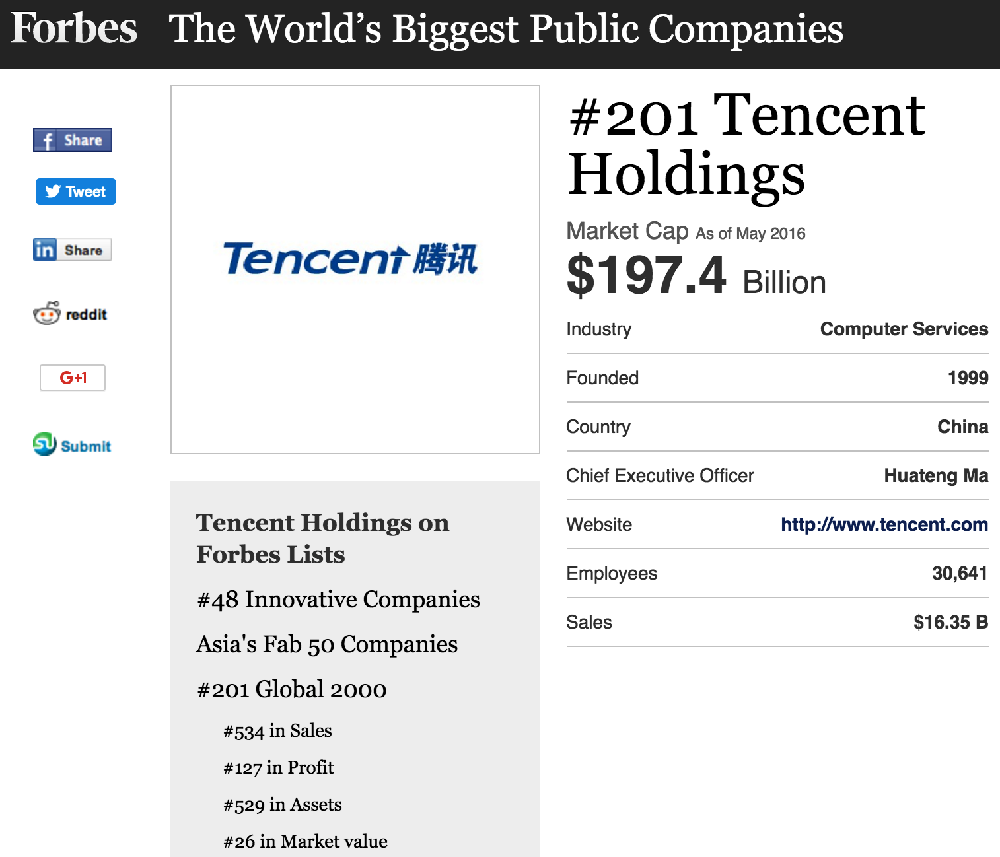 Forbes The World’s Biggest Public Companies
f Share
Tweet
in Share
reddit
G+1
SU Submit
Tencent 腾讯
Tencent Holdings on
Forbes Lists
#48 Innovative Companies
Asia's Fab 50 Companies
#201 Global 2000
#534 in Sales
#127 in Profit
#529 in Assets
#26 in Market value
#201 Tencent
Holdings
Market Cap As of May 2016
$197.4 Billion
Industry Computer Services
Founded 1999
Country China
Chief Executive Officer Huateng Ma
Website http://www.tencent.com
Employees 30,641
Sales $16.35 B